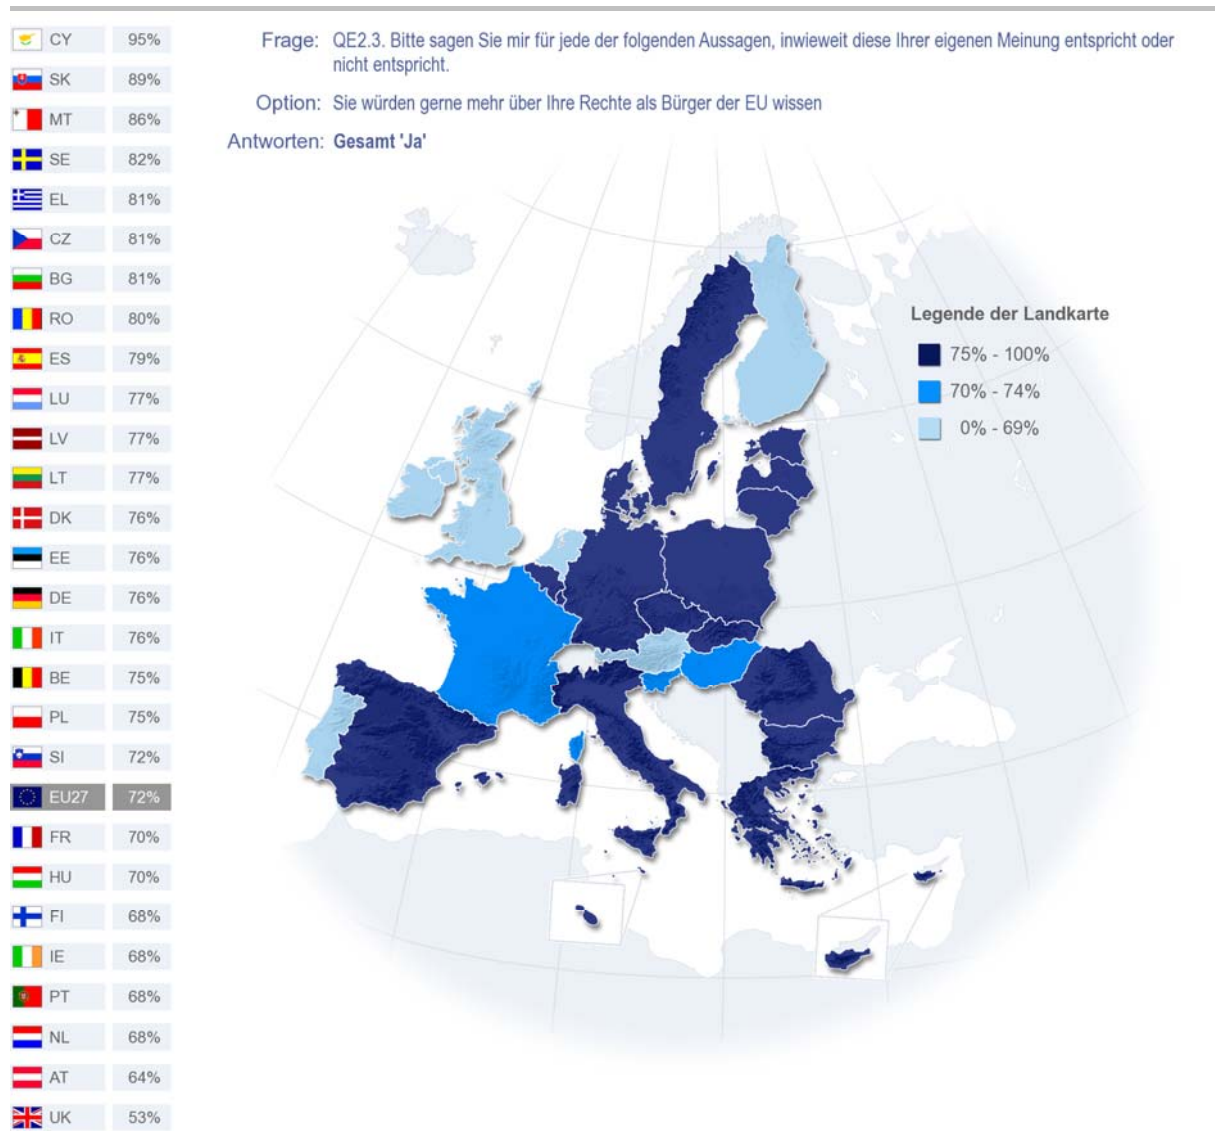 Frage: QE2.3. Bitte sagen Sie mir für jede der folgenden Aussagen, inwieweit diese Ihrer eigenen Meinung entspricht oder
nicht entspricht.
Option: Sie würden gerne mehr über Ihre Rechte als Bürger der EU wissen
Antworten: Gesamt 'Ja'
CY 95%
SK 89%
MT 86%
SE 82%
EL 81%
CZ 81%
BG 81%
RO 80%
ES 79%
LU 77%
LV 77%
LT 77%
DK 76%
EE 76%
DE 76%
IT 76%
BE 75%
PL 75%
SI 72%
EU27 72%
FR 70%
HU 70%
FI 68%
IE 68%
PT 68%
NL 68%
AT 64%
UK 53%
Legende der Landkarte
75% - 100%
70% - 74%
0% - 69%